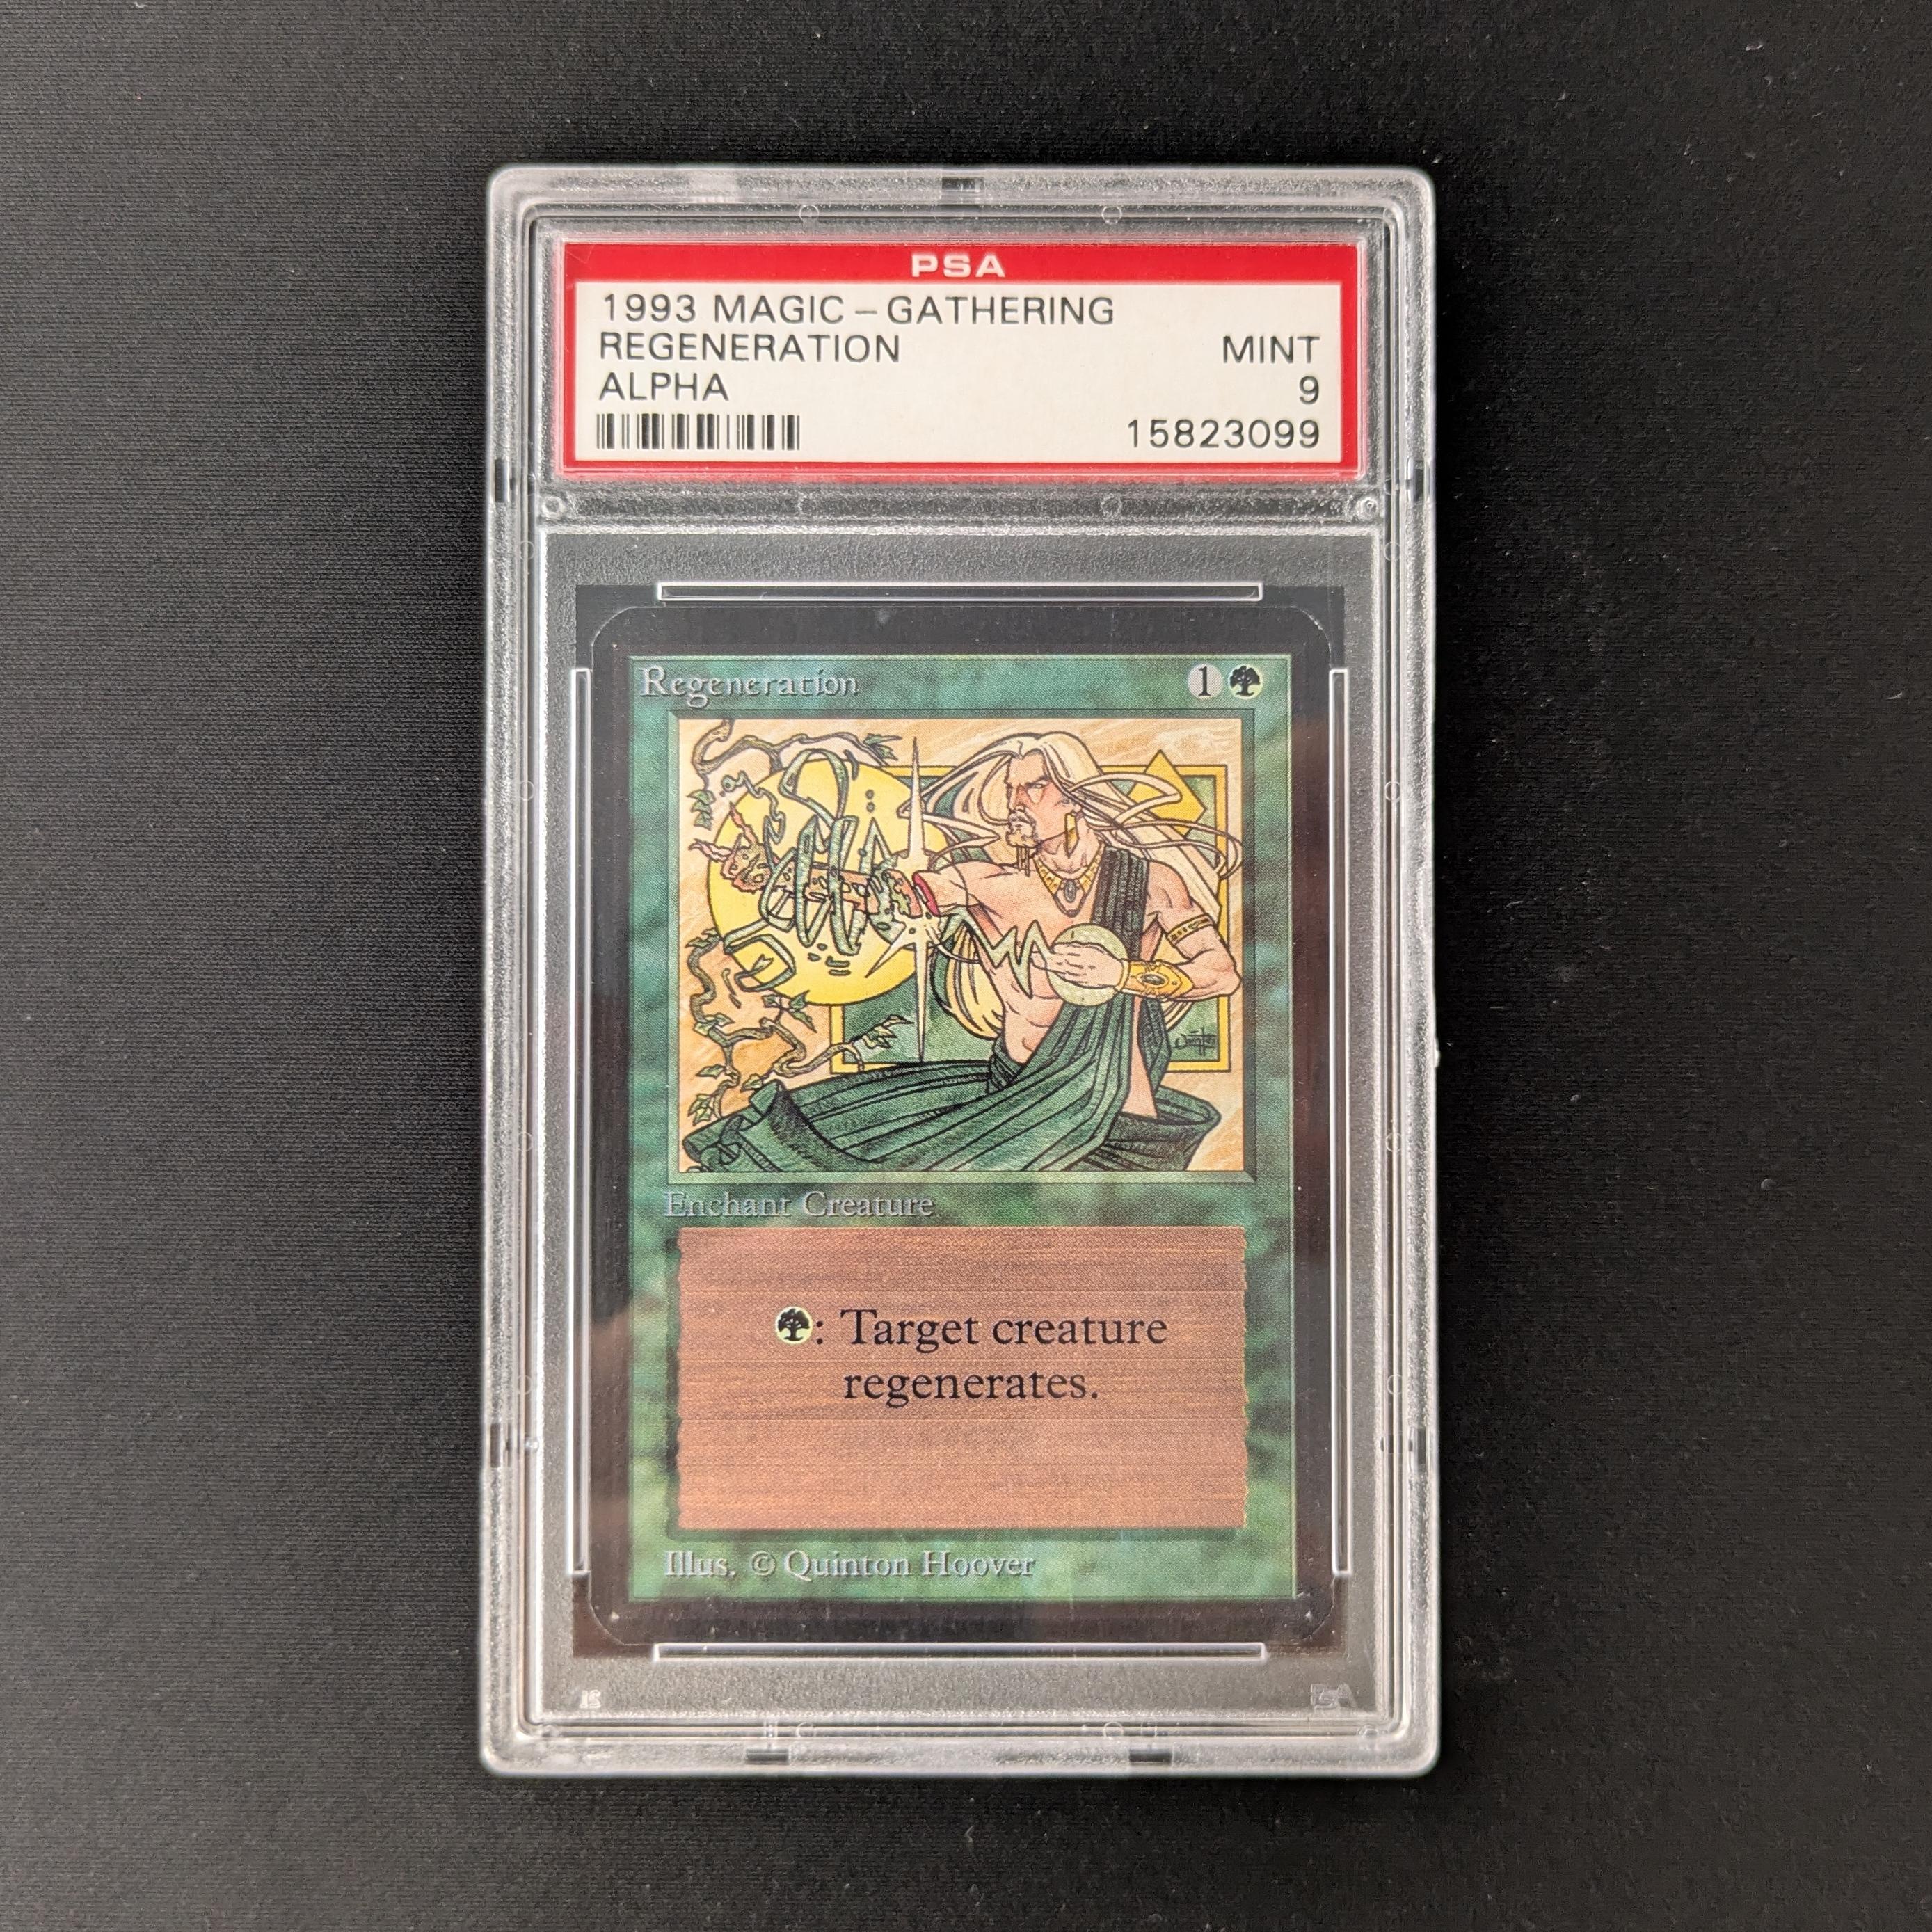 PSA
1993 MAGIC – GATHERING
REGENERATION MINT
ALPHA 9
15823099
Regeneration 1
Enchant Creature
: Target creature
regenerates.
Illus. © Quinton Hoover
PSA